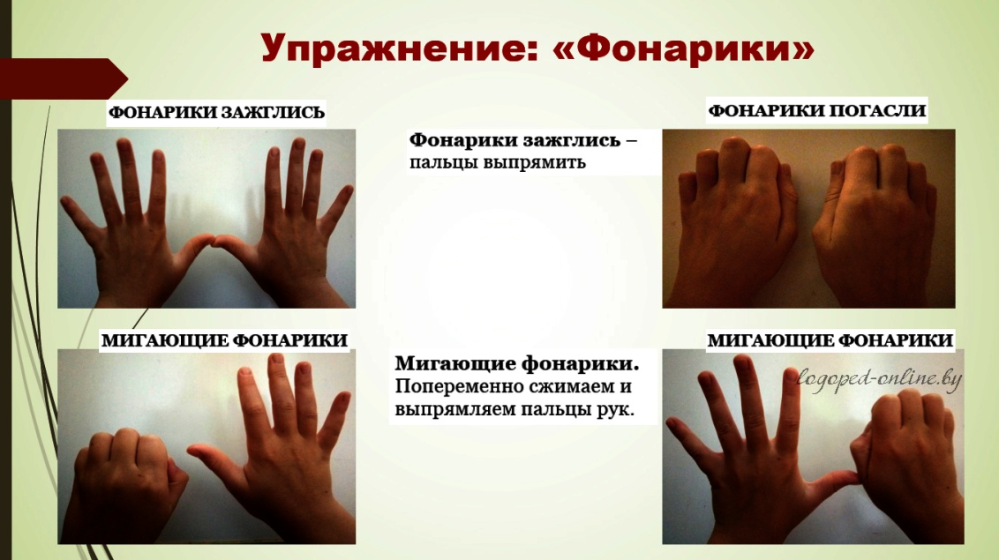 Упражнение: «Фонарики»
ФОНАРИКИ ЗАЖГЛИСЬ
ФОНАРИКИ ПОГАСЛИ
Фонарики зажглись –
пальцы выпрямить
МИГАЮЩИЕ ФОНАРИКИ
МИГАЮЩИЕ ФОНАРИКИ
Мигающие фонарики.
Попеременно сжимаем и
выпрямляем пальцы рук.
logoped-online.by